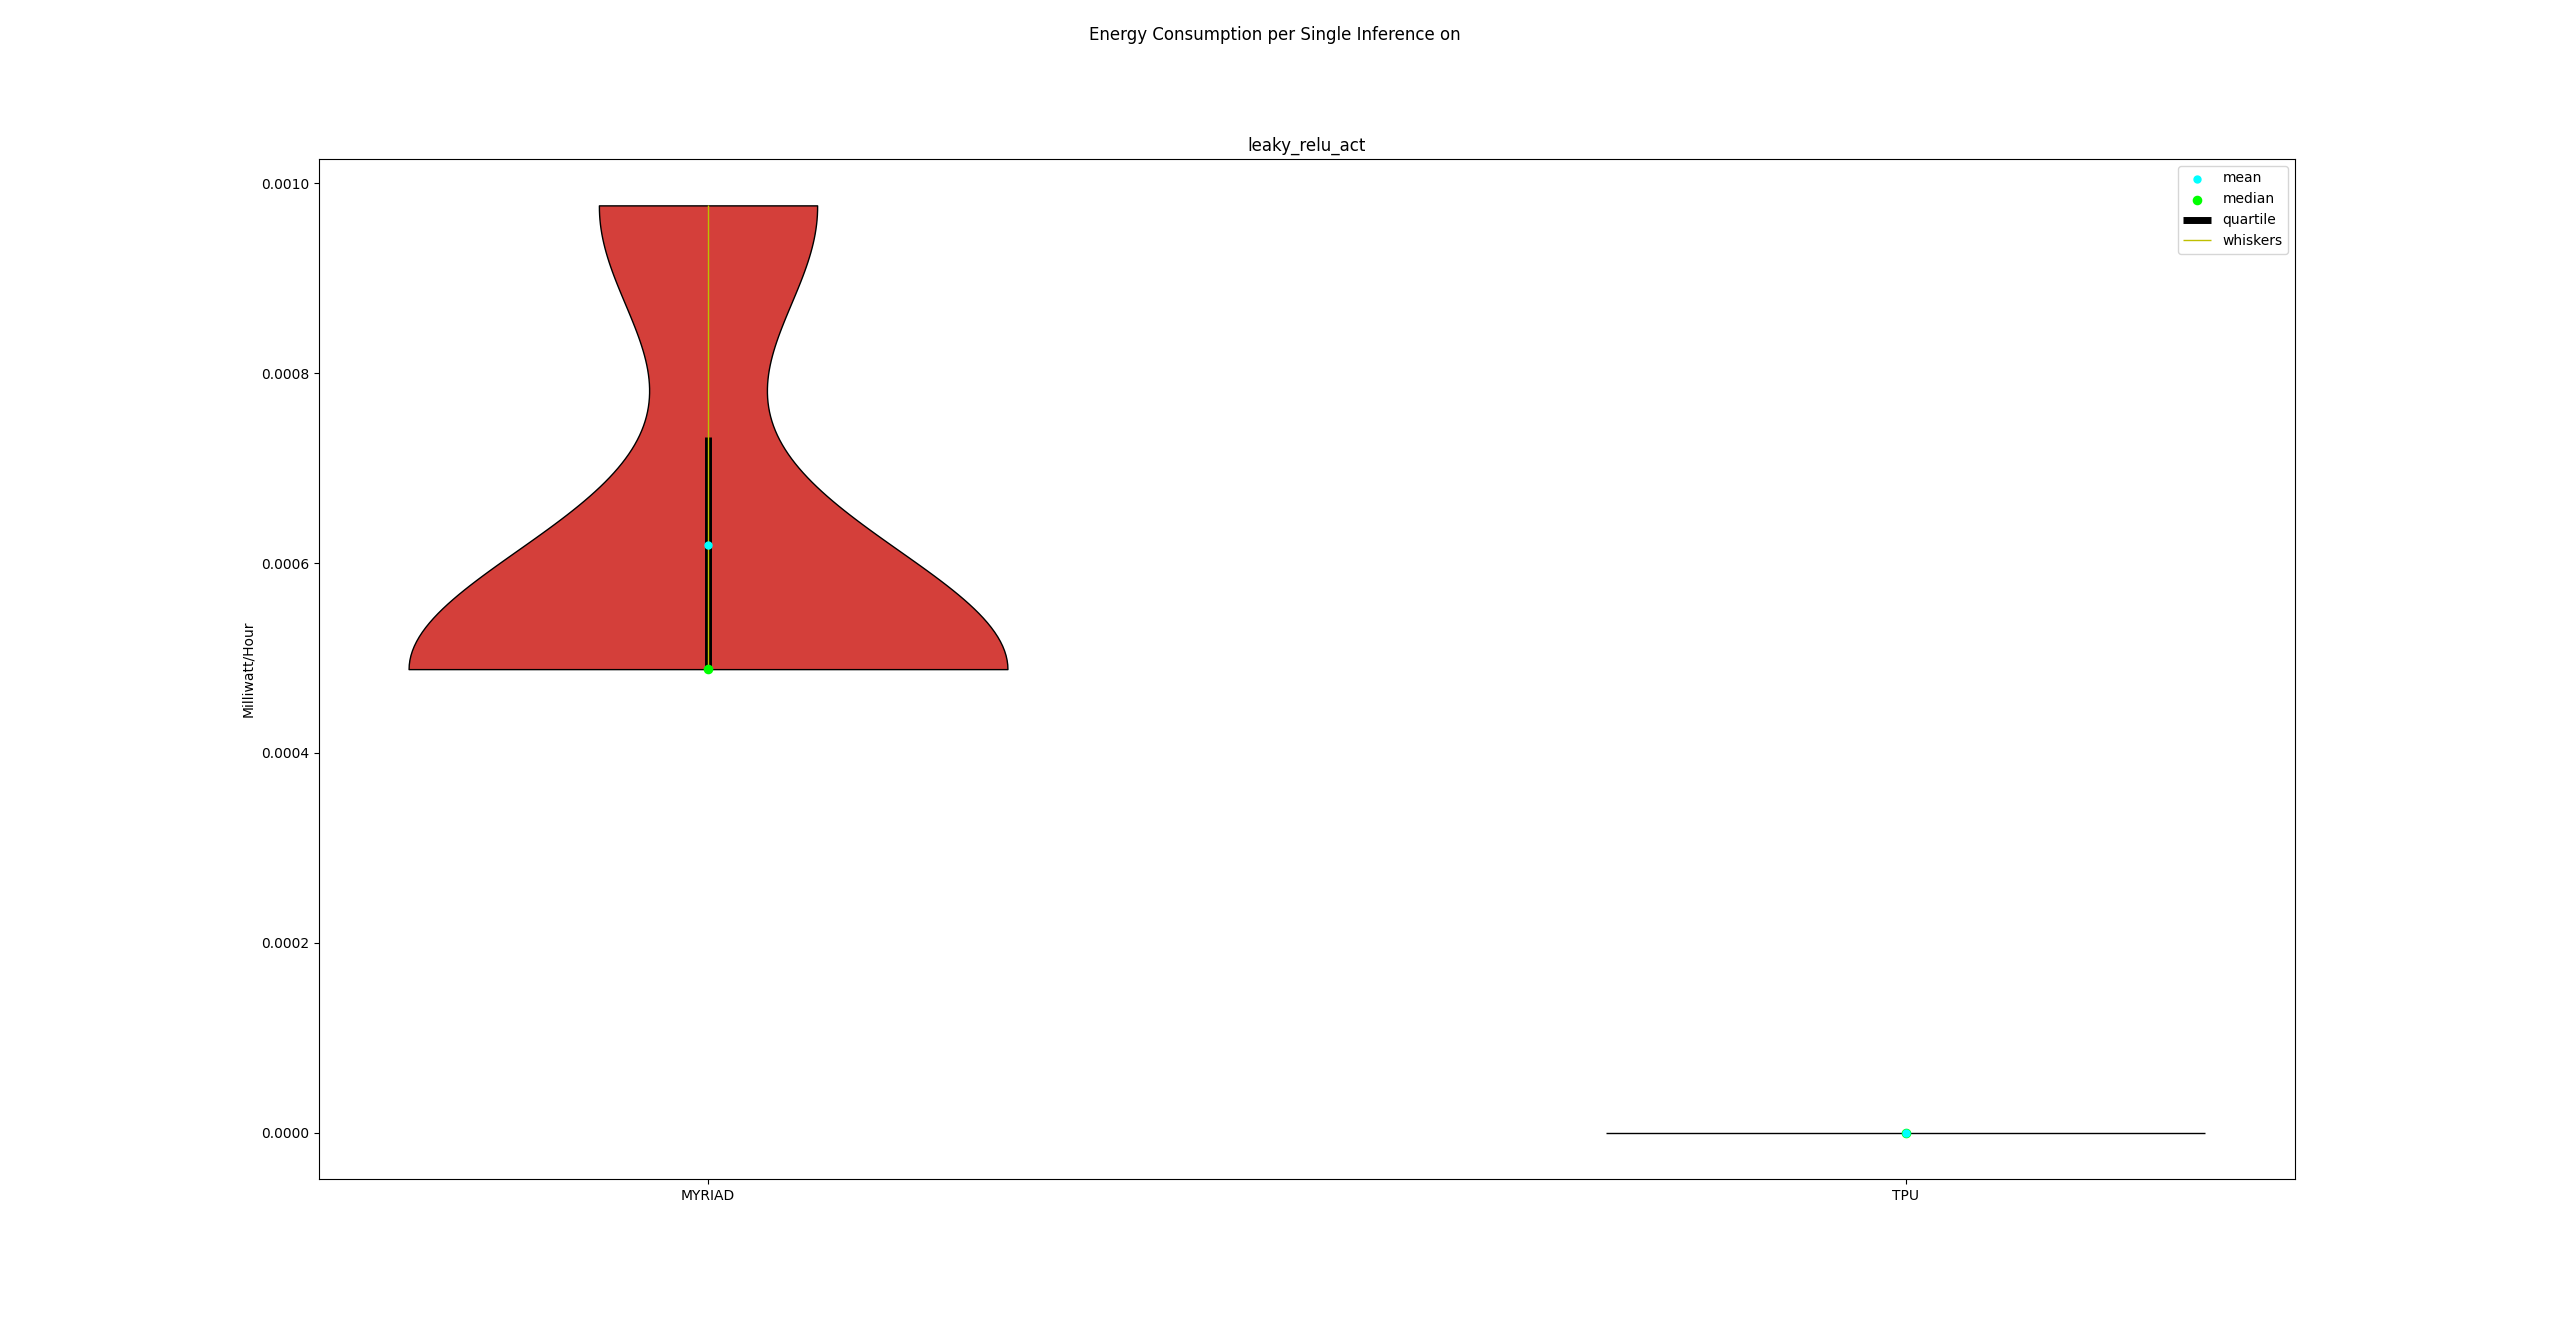 Energy Consumption per Single Inference on
leaky_relu_act
mean
median
quartile
whiskers
0.0010
0.0008
0.0006
0.0004
0.0002
0.0000
Milliwatt/Hour
MYRIAD
TPU